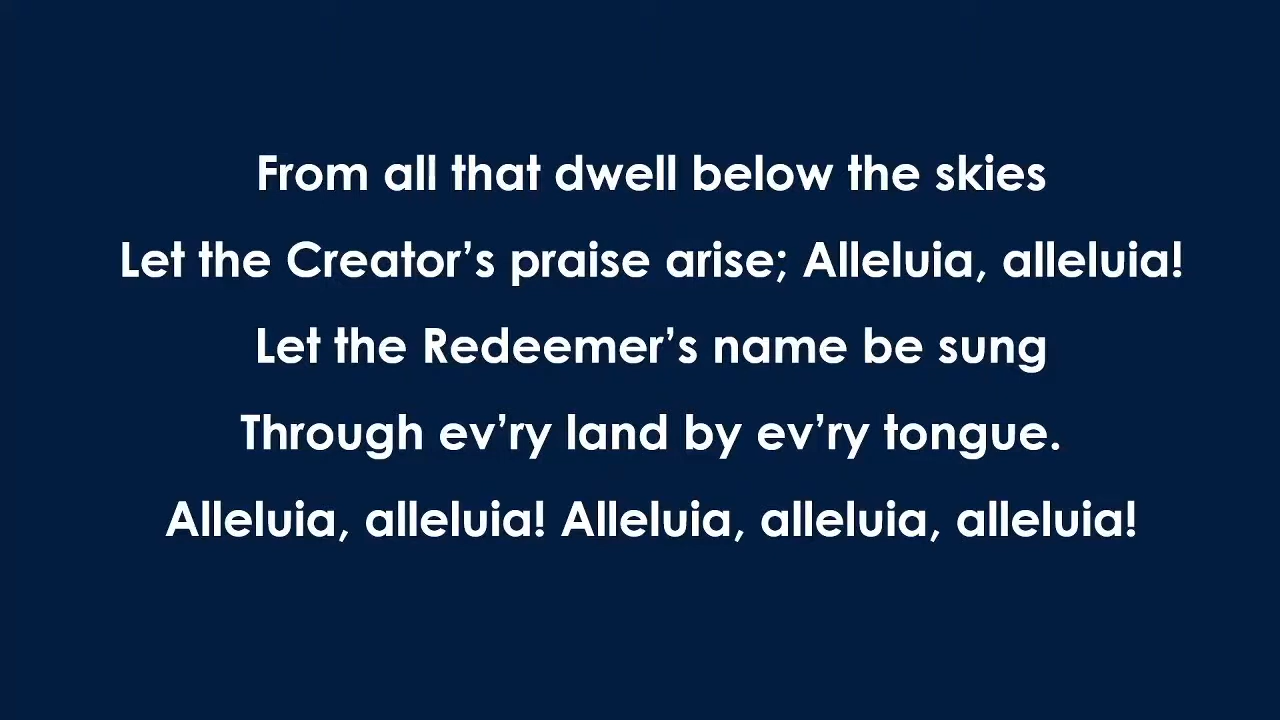 From all that dwell below the skies
Let the Creator’s praise arise; Alleluia, alleluia!
Let the Redeemer’s name be sung
Through ev’ry land by ev’ry tongue.
Alleluia, alleluia! Alleluia, alleluia, alleluia!